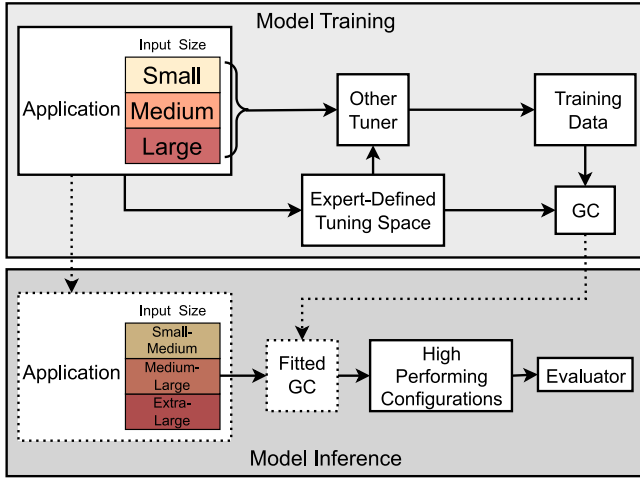 Model Training
Input Size
Application
Small
Medium
Large
Other
Tuner
Training
Data
Expert-Defined
Tuning Space
GC
Input Size
Application
Small-
Medium
Medium-
Large
Extra-
Large
Fitted
GC
High
Performing
Configurations
Evaluator
Model Inference